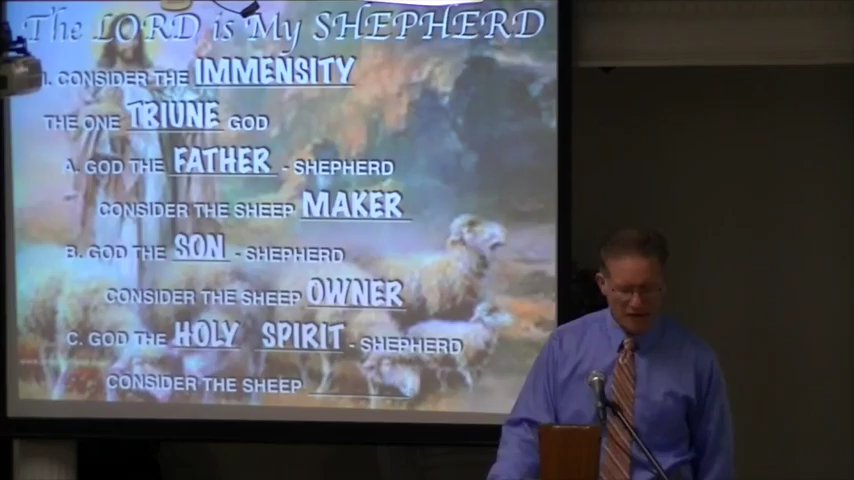 The LORD is My SHEPHERD
I. CONSIDER THE IMMENSITY
THE ONE TRIUNE GOD
A. GOD THE FATHER - SHEPHERD
CONSIDER THE SHEEP MAKER
B. GOD THE SON - SHEPHERD
CONSIDER THE SHEEP OWNER
C. GOD THE HOLY SPIRIT - SHEPHERD
CONSIDER THE SHEEP